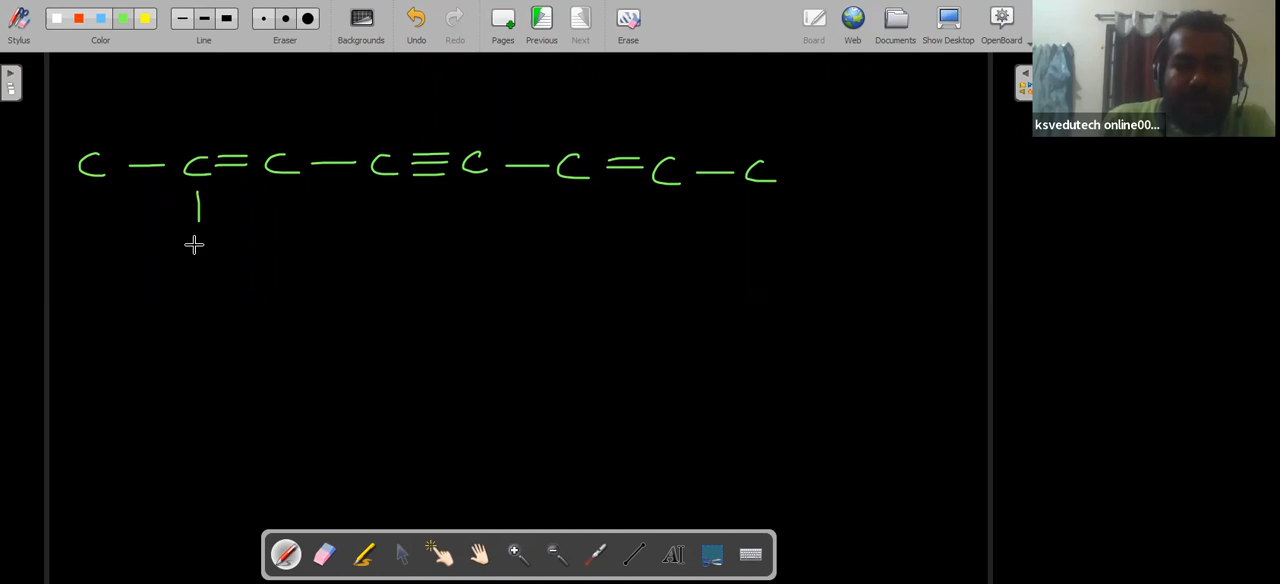 Stylus Color Line Eraser Backgrounds Undo Redo Pages Previous Next Erase Board Web Documents Show Desktop OpenBoard
ksvedutech online00...
C — C = C — C ≡ C — C = C — C
|
AI